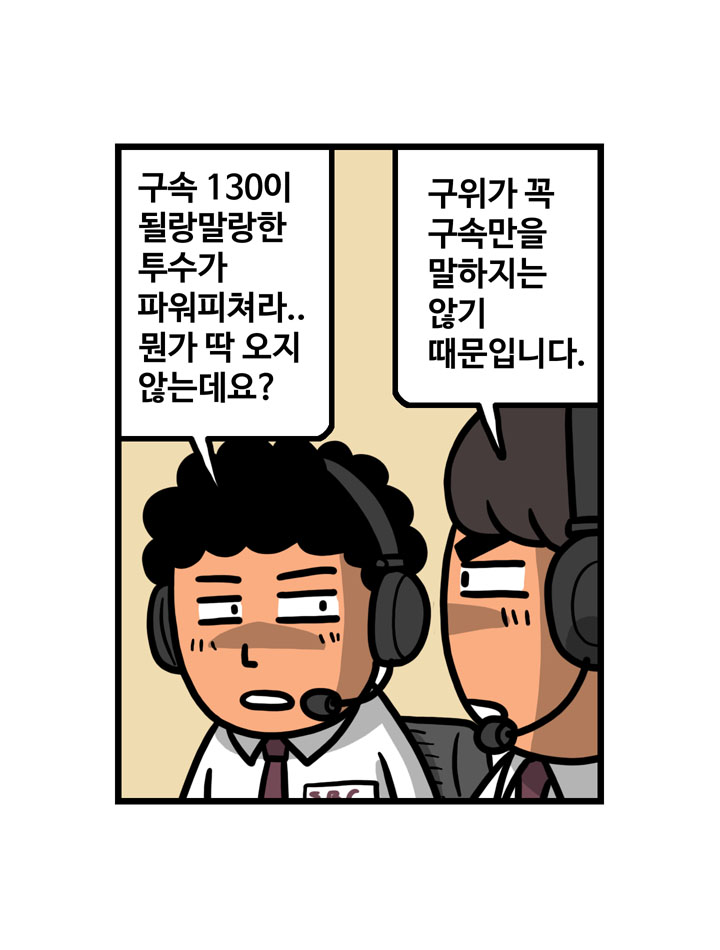 구속 130이
될랑말랑한
투수가
파워피쳐라..
뭔가 딱 오지
않는데요?
구위가 꼭
구속만을
말하지는
않기
때문입니다.